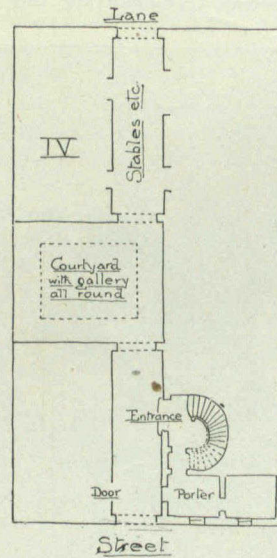 Lane
Stables etc
IV
Courtyard
with gallery
all round
Entrance
Door
Porter
Street